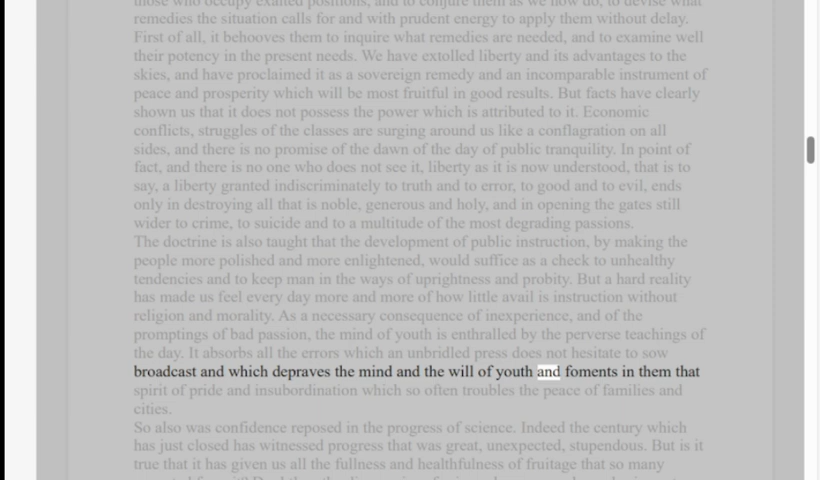 those who occupy exalted positions, and to conjure them as we now do, to devise what
remedies the situation calls for and with prudent energy to apply them without delay.
First of all, it behooves them to inquire what remedies are needed, and to examine well
their potency in the present needs. We have extolled liberty and its advantages to the
skies, and have proclaimed it as a sovereign remedy and an incomparable instrument of
peace and prosperity which will be most fruitful in good results. But facts have clearly
shown us that it does not possess the power which is attributed to it. Economic
conflicts, struggles of the classes are surging around us like a conflagration on all
sides, and there is no promise of the dawn of the day of public tranquility. In point of
fact, and there is no one who does not see it, liberty as it is now understood, that is to
say, a liberty granted indiscriminately to truth and to error, to good and to evil, ends
only in destroying all that is noble, generous and holy, and in opening the gates still
wider to crime, to suicide and to a multitude of the most degrading passions.
The doctrine is also taught that the development of public instruction, by making the
people more polished and more enlightened, would suffice as a check to unhealthy
tendencies and to keep man in the ways of uprightness and probity. But a hard reality
has made us feel every day more and more of how little avail is instruction without
religion and morality. As a necessary consequence of inexperience, and of the
promptings of bad passion, the mind of youth is enthralled by the perverse teachings of
the day. It absorbs all the errors which an unbridled press does not hesitate to sow
broadcast and which depraves the mind and the will of youth and foments in them that
spirit of pride and insubordination which so often troubles the peace of families and
cities.
So also was confidence reposed in the progress of science. Indeed the century which
has just closed has witnessed progress that was great, unexpected, stupendous. But is it
true that it has given us all the fullness and healthfulness of fruitage that so many